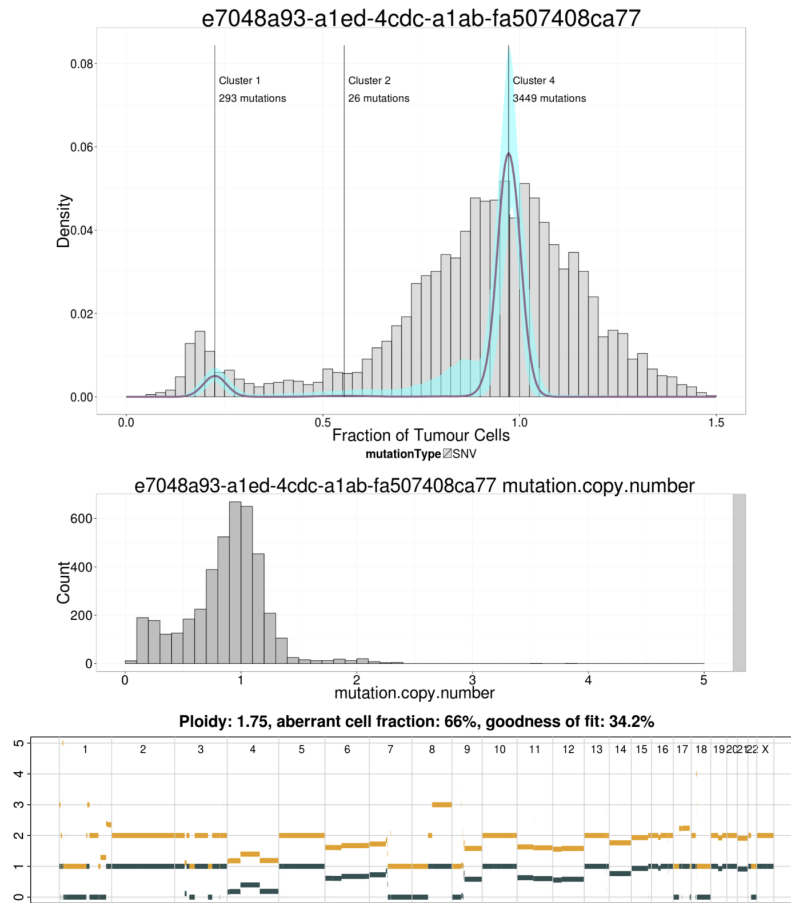 e7048a93-a1ed-4cdc-a1ab-fa507408ca77
0.08
Cluster 1
Cluster 2
Cluster 4
293 mutations
26 mutations
3449 mutations
0.06
Density
0.04
0.02
0.00
0.0 0.5 1.0 1.5
Fraction of Tumour Cells
mutationType SNV
e7048a93-a1ed-4cdc-a1ab-fa507408ca77 mutation.copy.number
600
Count
400
200
0
0 1 2 3 4 5
mutation.copy.number
Ploidy: 1.75, aberrant cell fraction: 66%, goodness of fit: 34.2%
1 2 3 4 5 6 7 8 9 10 11 12 13 14 15 16 17 18 19 20 21 22 X
5
4
3
2
1
0